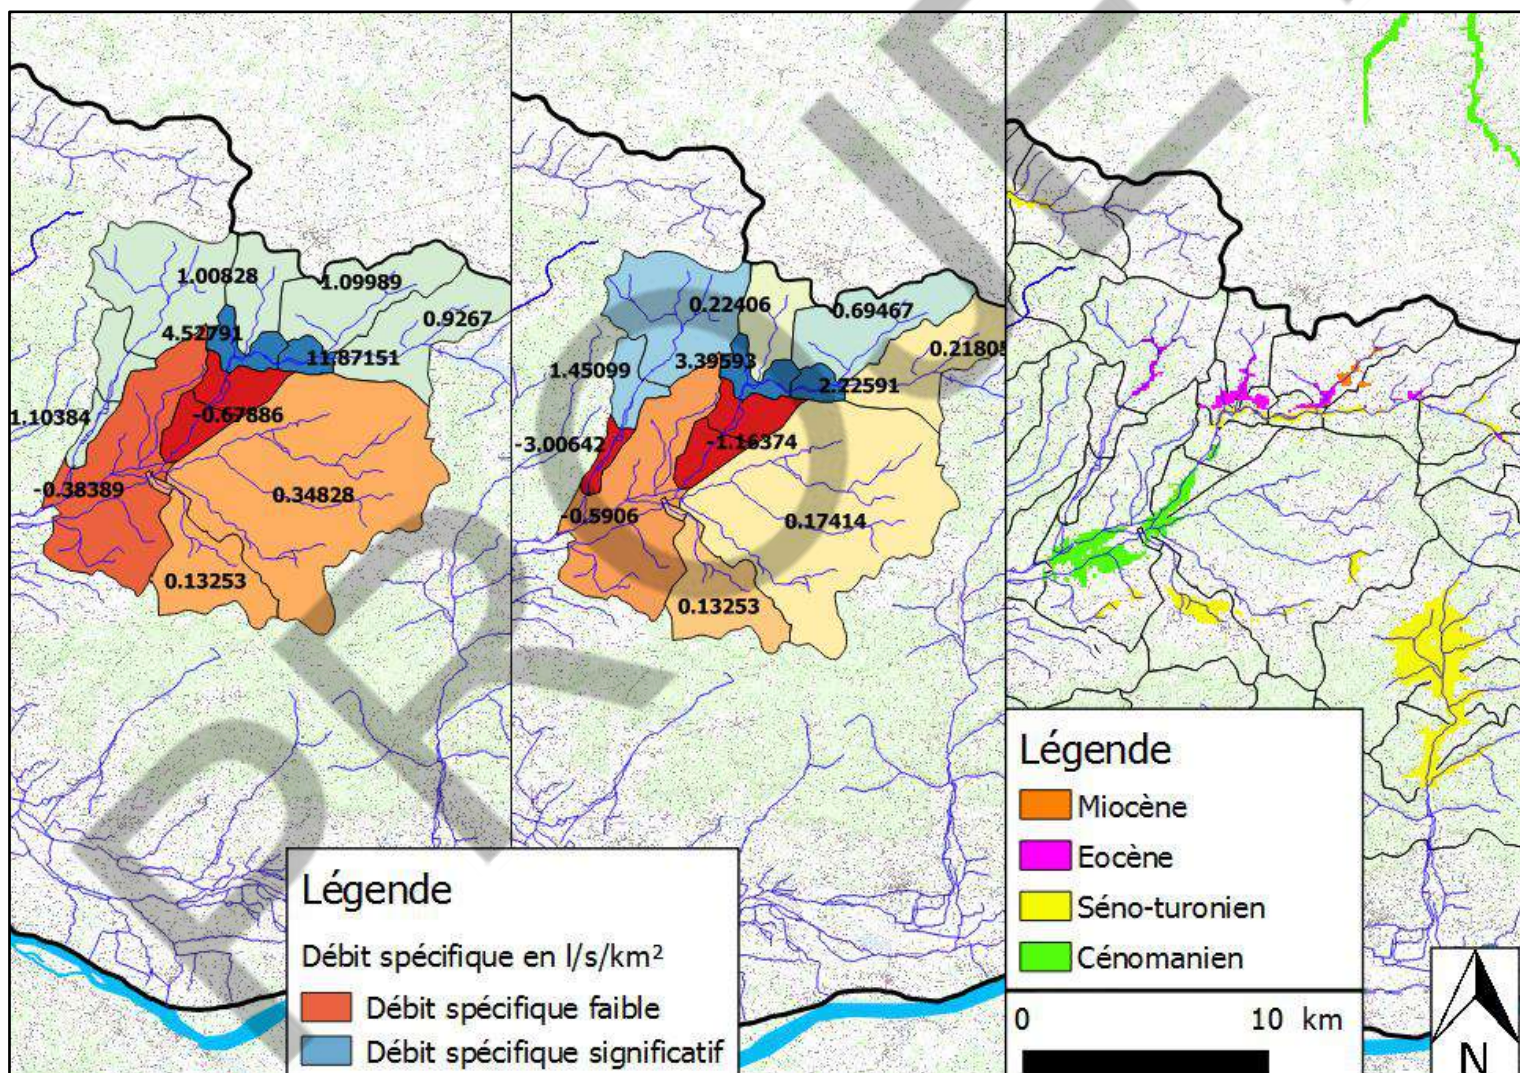 1.00828
1.09989
0.9267
4.52791
11.87151
1.10384
-0.67886
-0.38389
0.34828
0.13253
0.22406
0.69467
0.21805
3.39593
1.45099
2.22591
-3.00642
-1.16374
-0.5906
0.17414
0.13253
Légende
Débit spécifique en l/s/km²
Débit spécifique faible
Débit spécifique significatif
Légende
Miocène
Eocène
Séno-turonien
Cénomanien
0 10 km
N